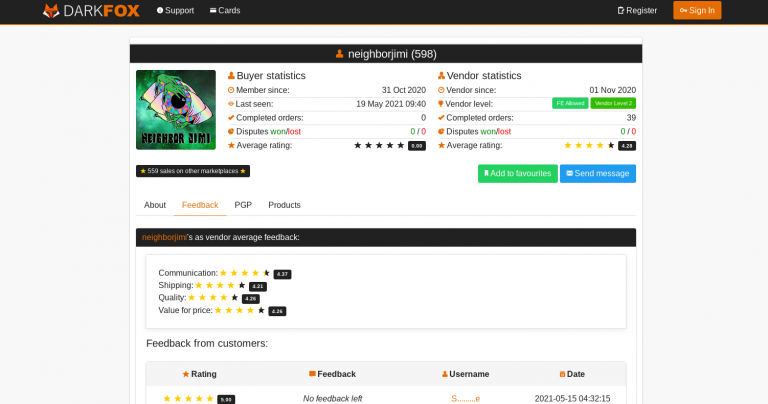 DARKFOX Support Cards Register Sign In
neighborjimi (598)
Buyer statistics
Member since: 31 Oct 2020
Last seen: 19 May 2021 09:40
Completed orders: 0
Disputes won/lost 0 / 0
Average rating: 0.00
Vendor statistics
Vendor since: 01 Nov 2020
Vendor level: FE Allowed Vendor Level 2
Completed orders: 39
Disputes won/lost 0 / 0
Average rating: 4.28
NEIGHBOR JIMI
559 sales on other marketplaces
Add to favourites Send message
About Feedback PGP Products
neighborjimi's as vendor average feedback:
Communication: 4.37
Shipping: 4.21
Quality: 4.26
Value for price: 4.26
Feedback from customers:
Rating Feedback Username Date
5.00 No feedback left S.........e 2021-05-15 04:32:15